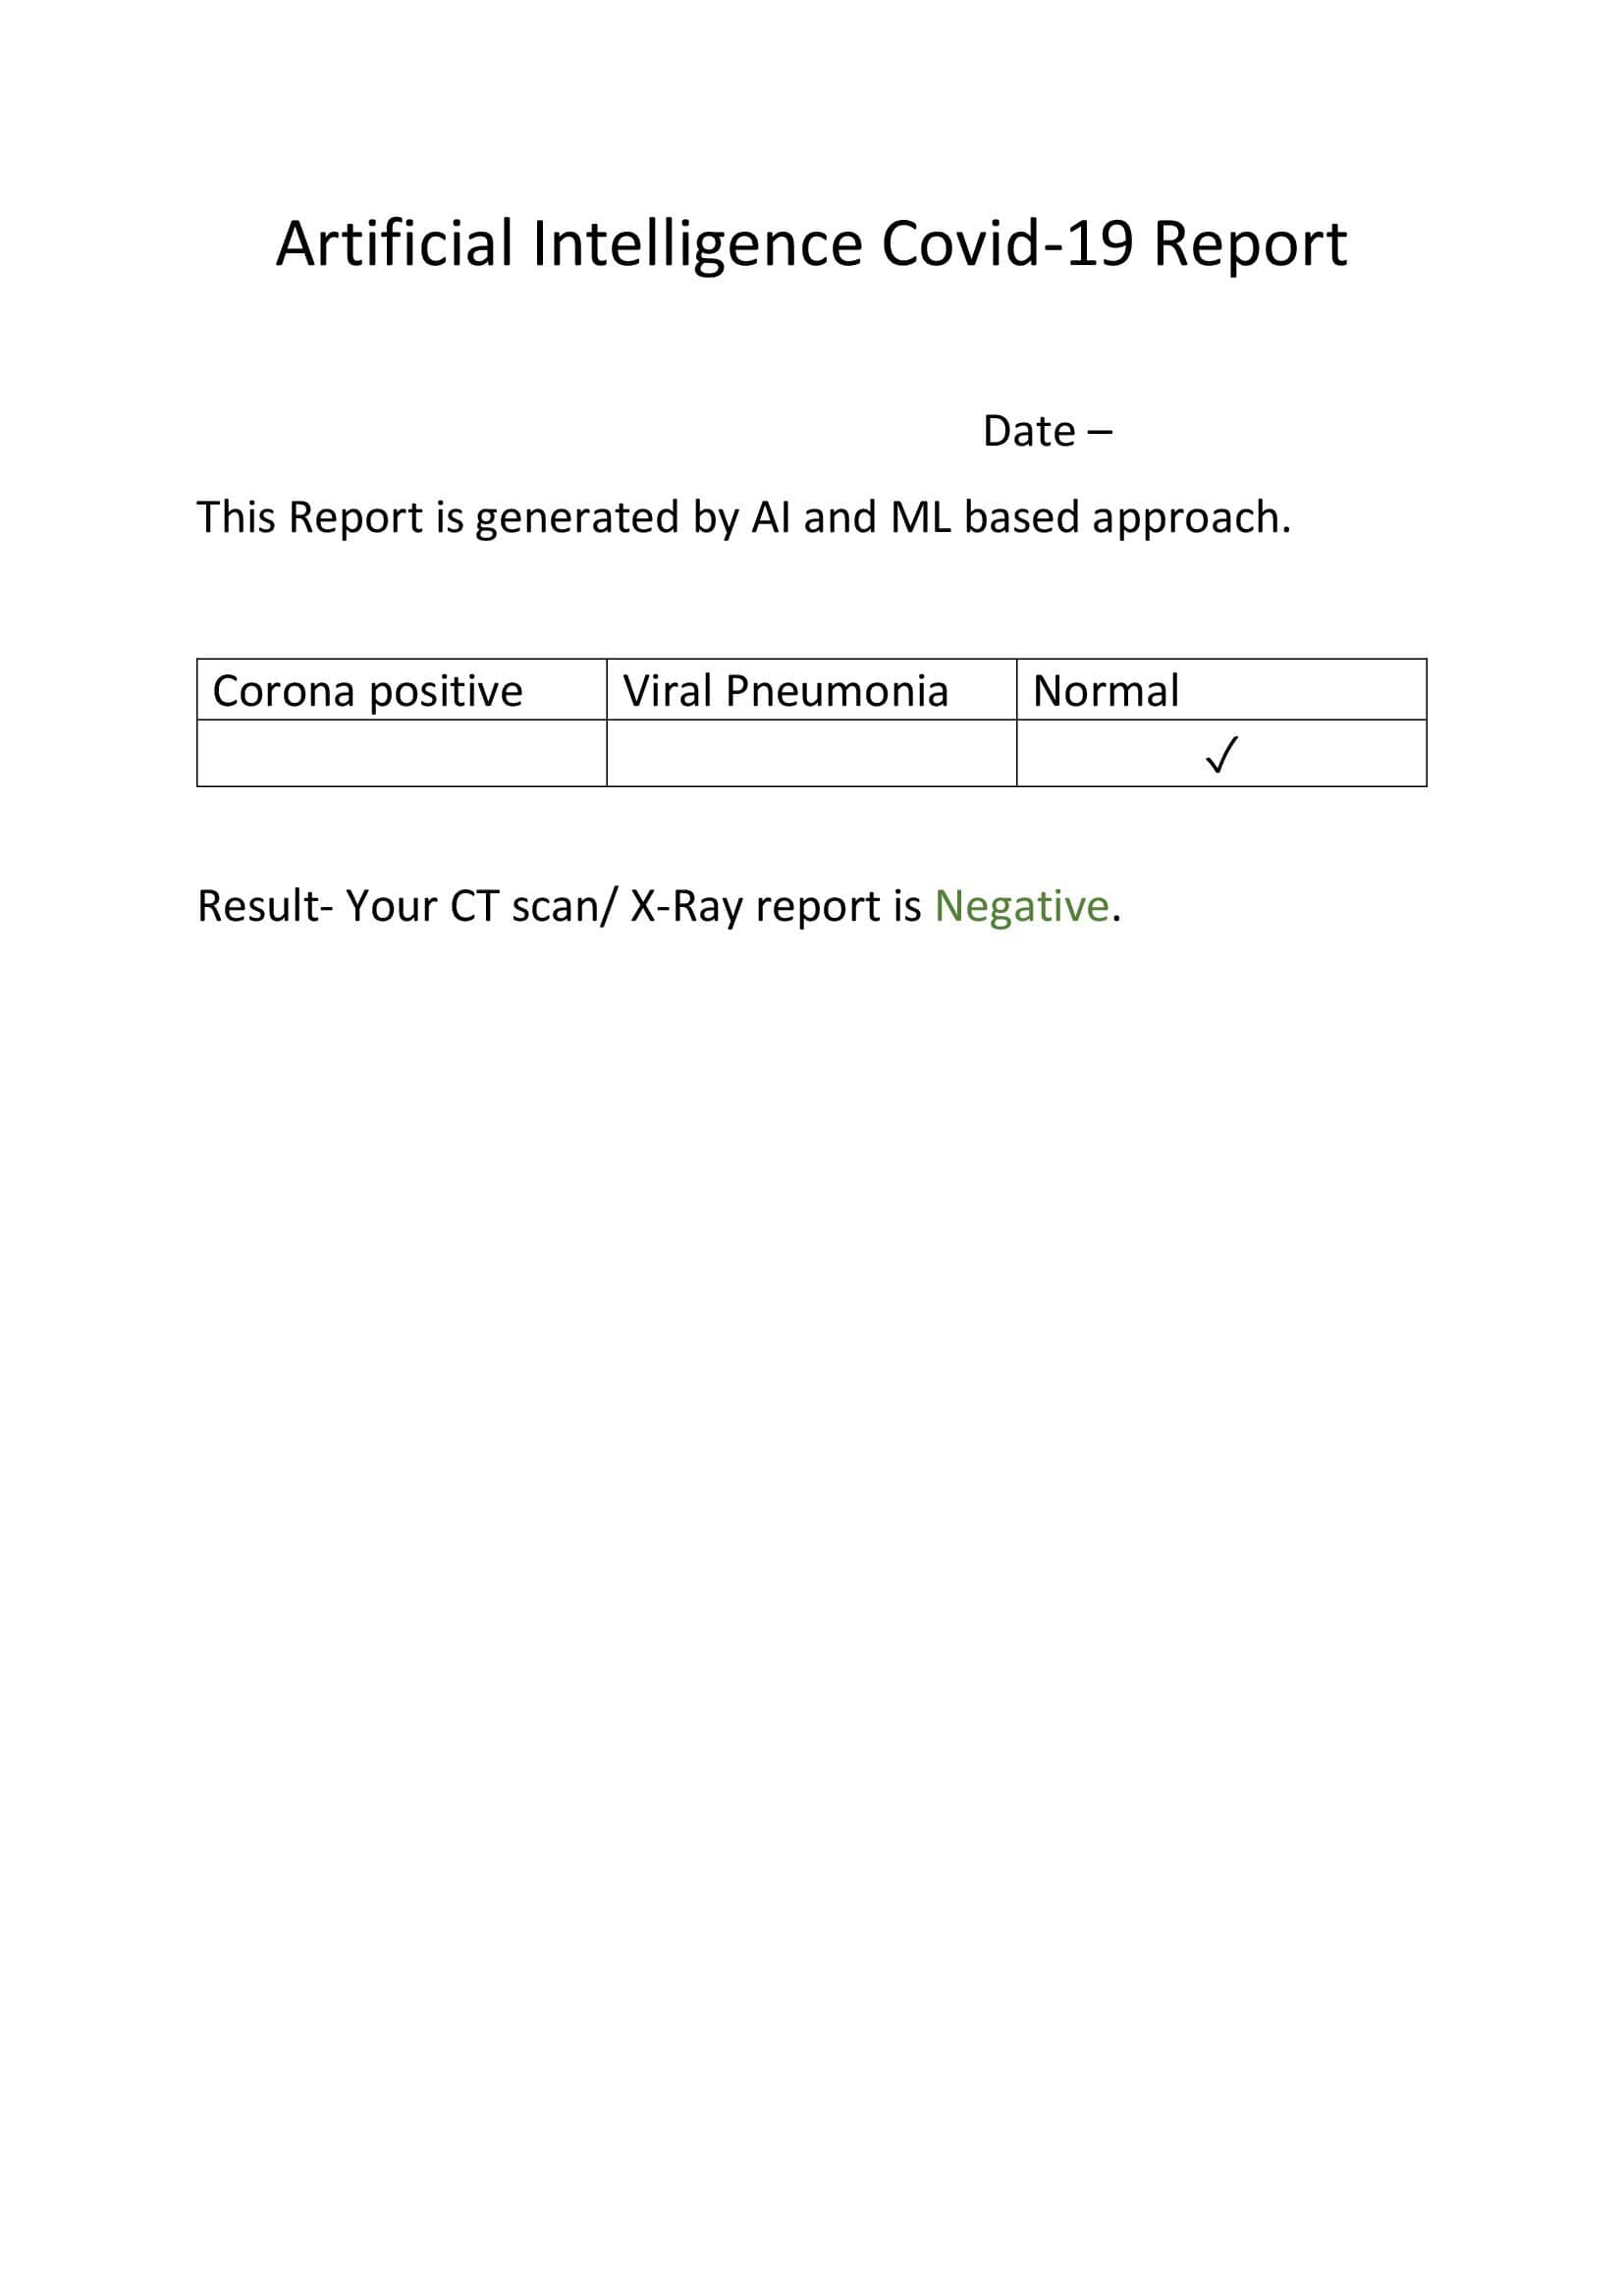 Artificial Intelligence Covid-19 Report
Date –
This Report is generated by AI and ML based approach.
Corona positive Viral Pneumonia Normal
✓
Result- Your CT scan/ X-Ray report is Negative.